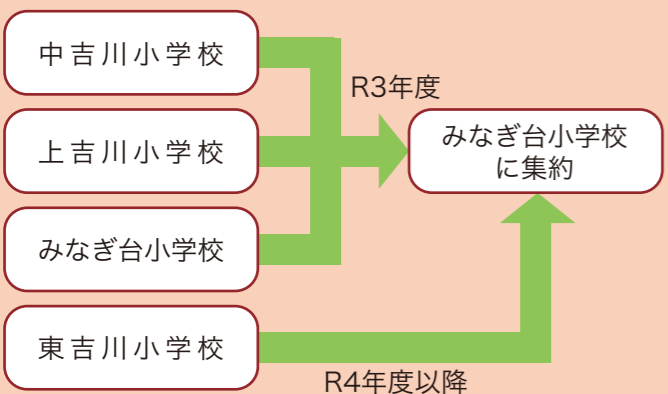 中吉川小学校
上吉川小学校
みなぎ台小学校
東吉川小学校
R3年度
みなぎ台小学校
に集約
R4年度以降